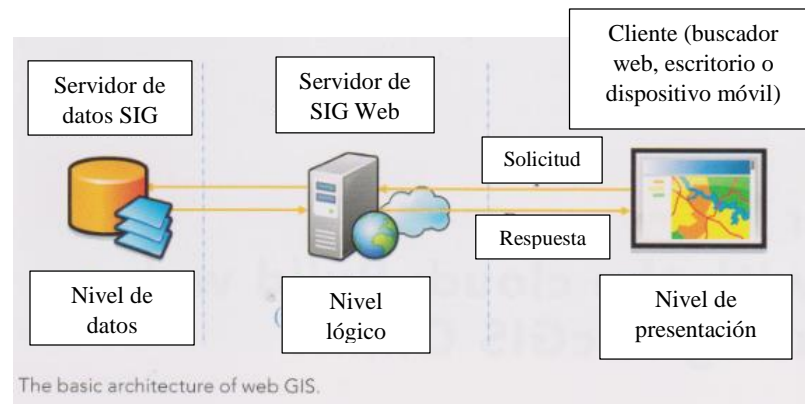 Cliente (buscador
web, escritorio o
dispositivo móvil)
Servidor de
datos SIG
Servidor de
SIG Web
Solicitud
Respuesta
Nivel de
datos
Nivel
lógico
Nivel de
presentación
The basic architecture of web GIS.